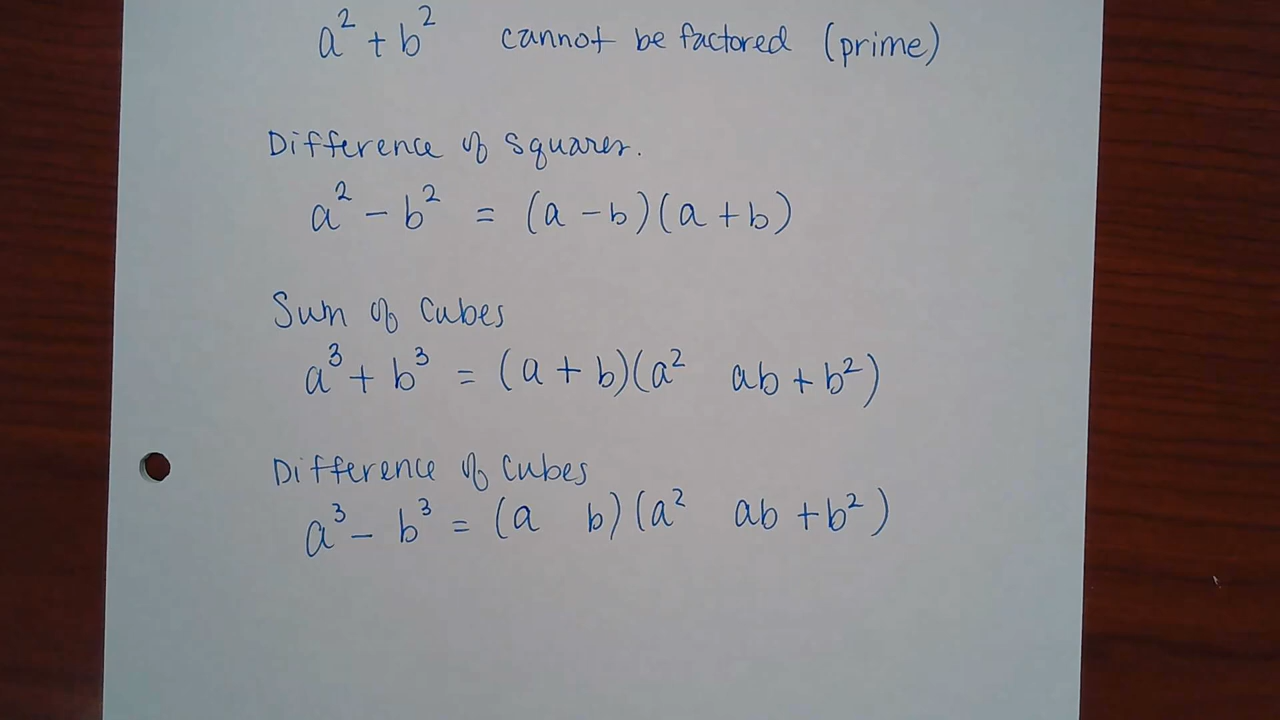 a² + b² cannot be factored (prime)
Difference of Squares.
a² - b² = (a - b)(a + b)
Sum of Cubes
a³ + b³ = (a + b)(a² ab + b²)
Difference of Cubes
a³ - b³ = (a b)(a² ab + b²)